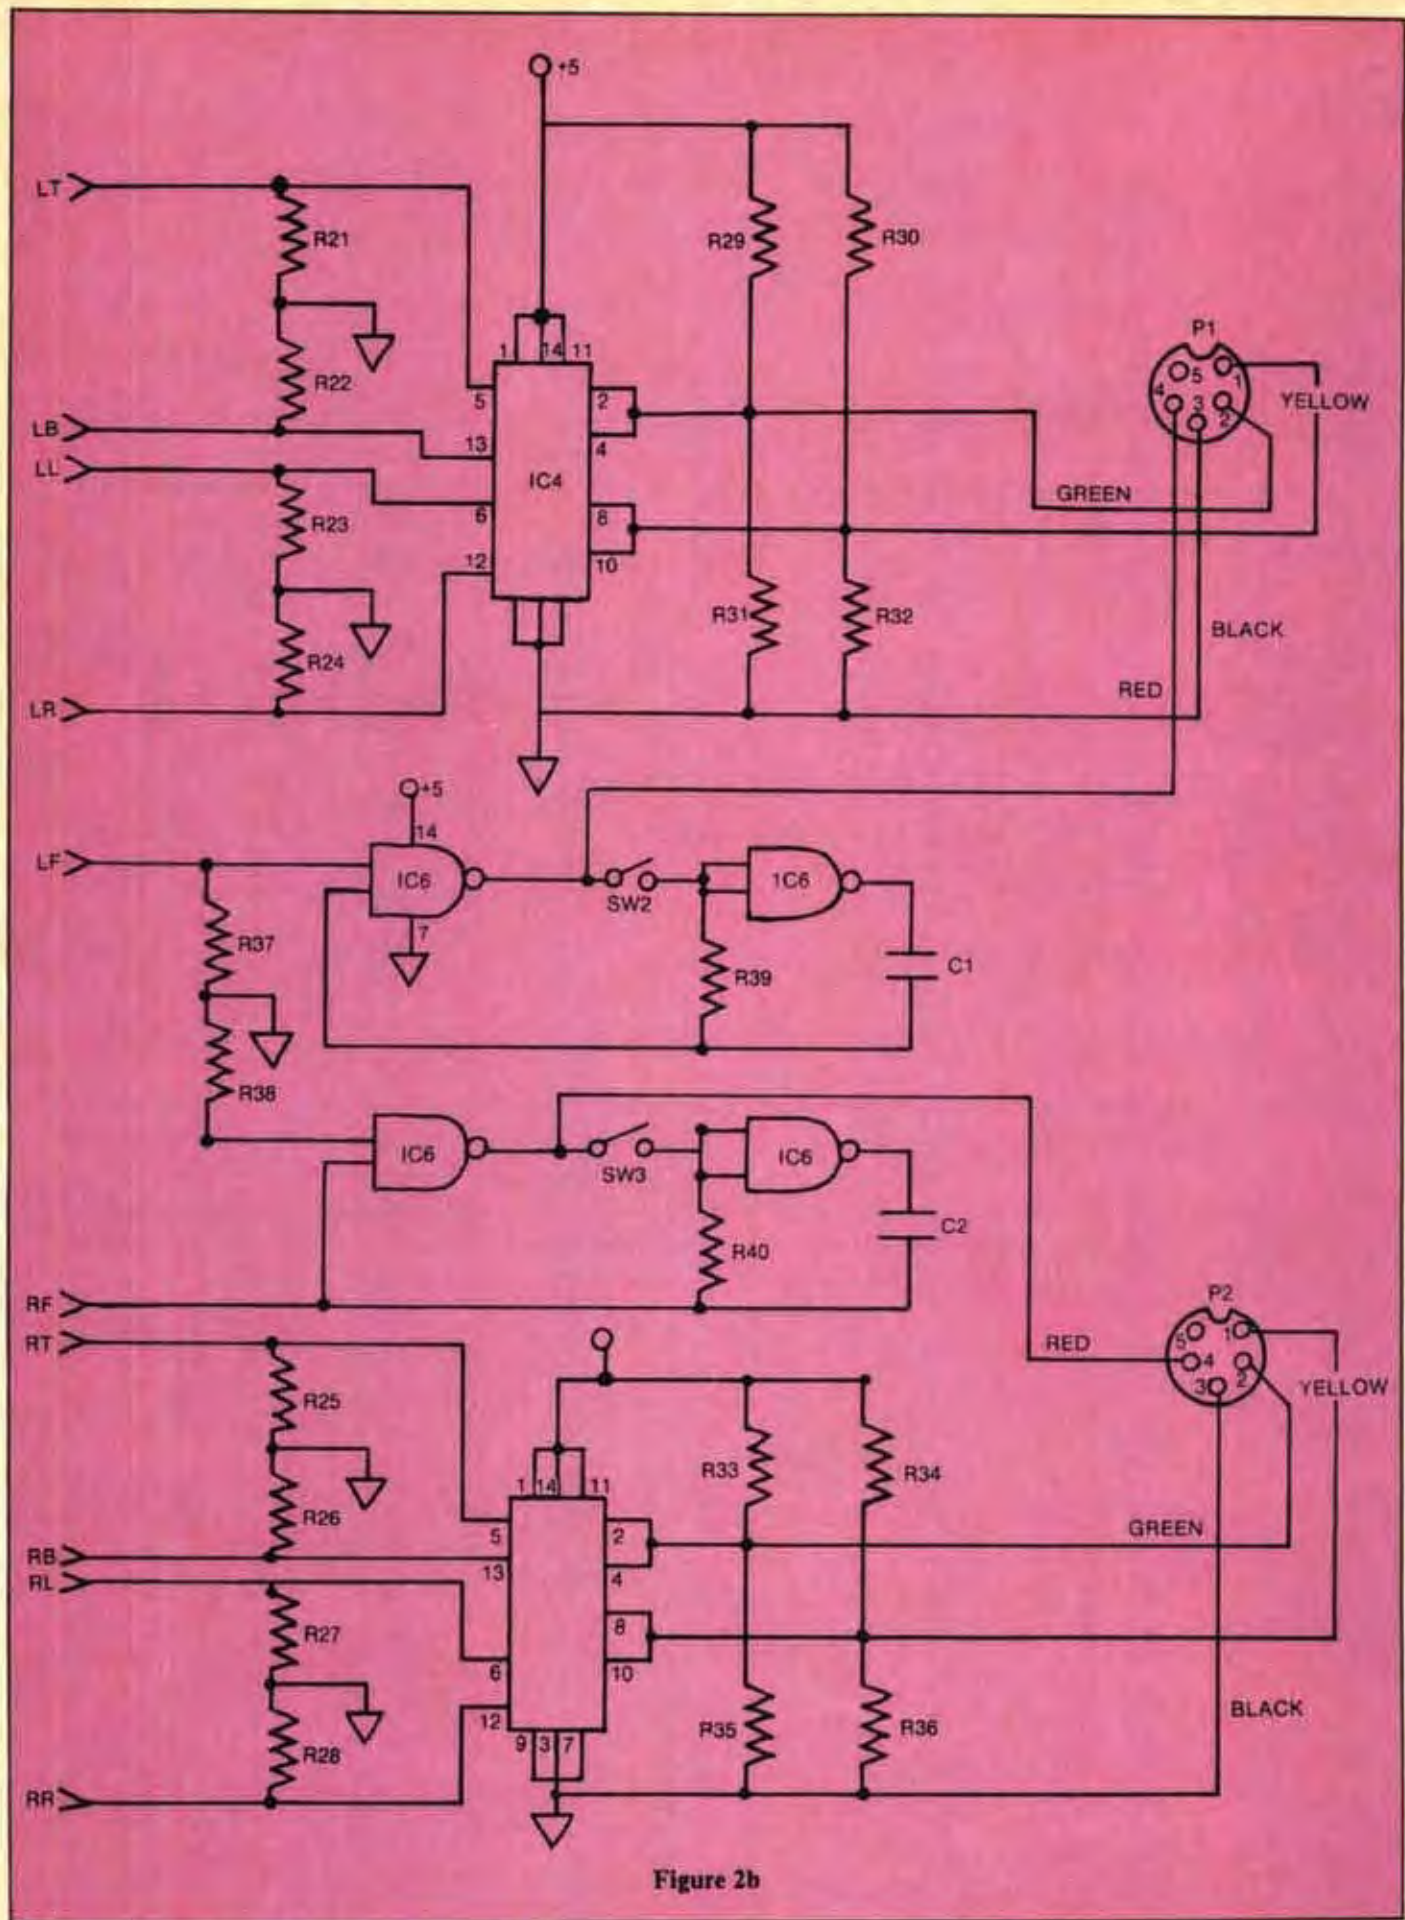 +5
LT
R21
R29
R30
P1
1 14 11
5
1
R22
5
2
4
3
2
YELLOW
LB
13
4
LL
IC4
GREEN
R23
6
8
12
10
R31
R32
BLACK
R24
RED
LR
+5
14
LF
IC6
1C6
SW2
7
R37
R39
C1
R38
IC6
IC6
SW3
C2
R40
RF
P2
RT
RED
5
1
4
2
3
YELLOW
R25
R33
R34
1 14 11
R26
5
2
GREEN
RB
13
4
RL
8
R27
6
10
12
R35
R36
BLACK
9 3 7
R28
RR
Figure 2b